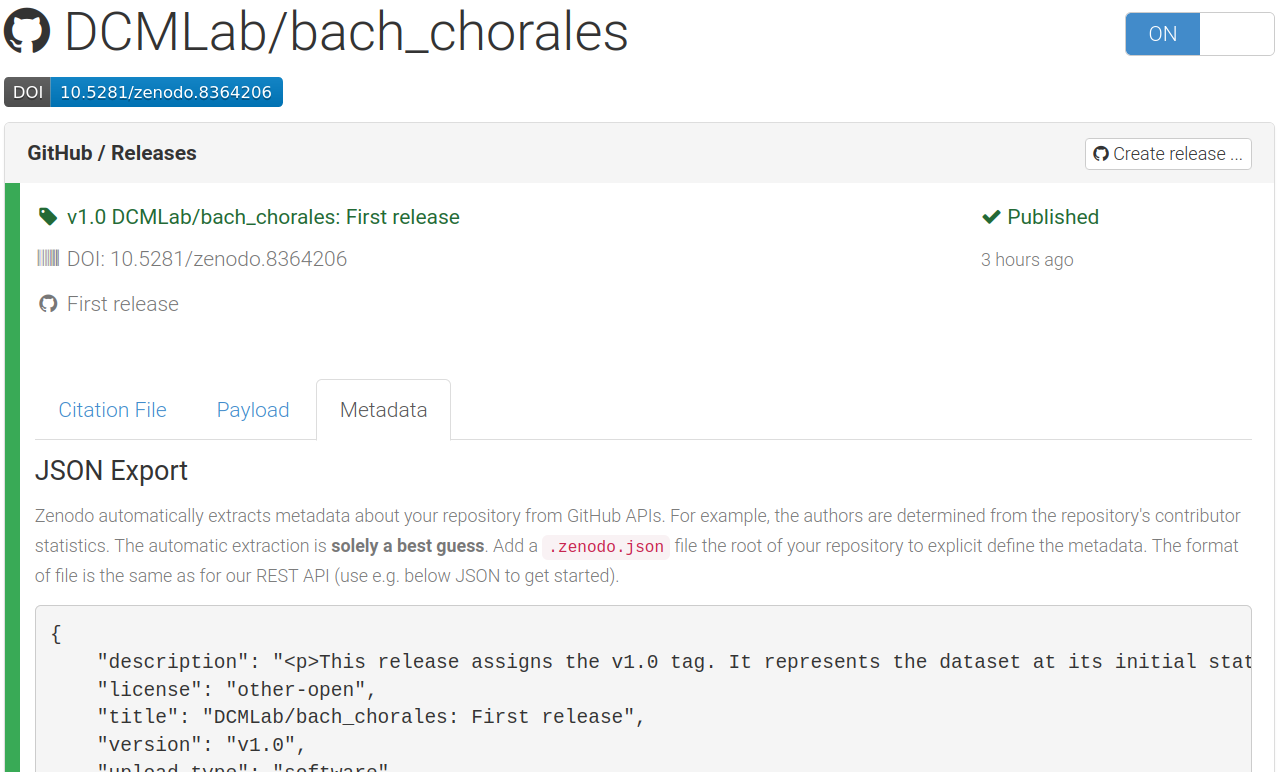 DCMLab/bach_chorales
ON
DOI 10.5281/zenodo.8364206
GitHub / Releases
Create release ...
v1.0 DCMLab/bach_chorales: First release
Published
DOI: 10.5281/zenodo.8364206
3 hours ago
First release
Citation File
Payload
Metadata
JSON Export
Zenodo automatically extracts metadata about your repository from GitHub APIs. For example, the authors are determined from the repository's contributor
statistics. The automatic extraction is solely a best guess. Add a .zenodo.json file the root of your repository to explicit define the metadata. The format
of file is the same as for our REST API (use e.g. below JSON to get started).
{
"description": "<p>This release assigns the v1.0 tag. It represents the dataset at its initial stat
"license": "other-open",
"title": "DCMLab/bach_chorales: First release",
"version": "v1.0",
"upload_type": "software"